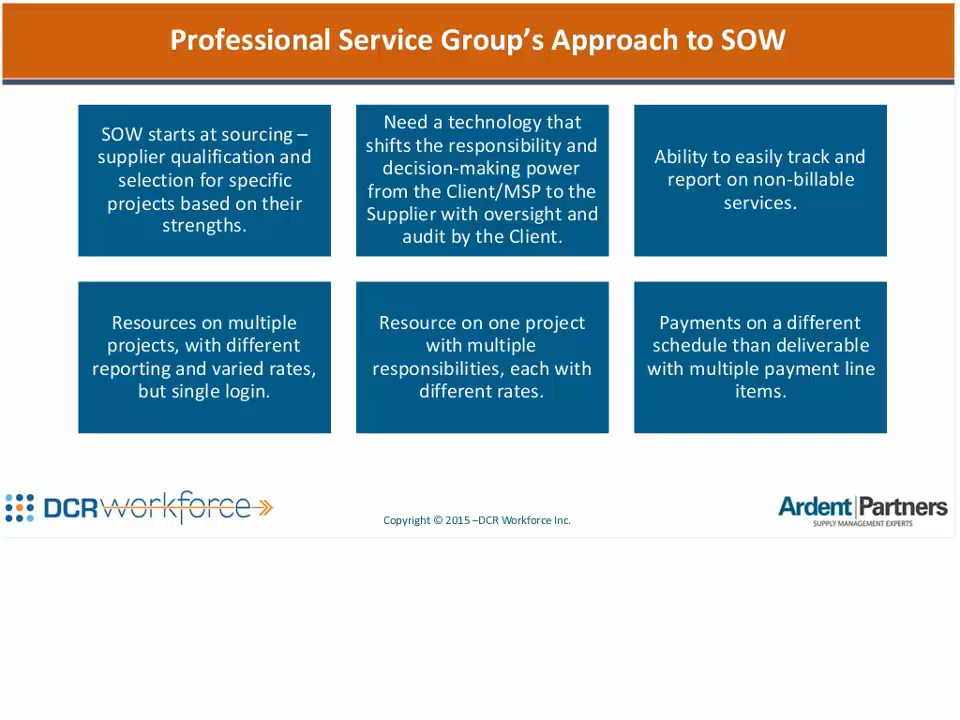 Professional Service Group's Approach to SOW
SOW starts at sourcing –
supplier qualification and
selection for specific
projects based on their
strengths.
Need a technology that
shifts the responsibility and
decision-making power
from the Client/MSP to the
Supplier with oversight and
audit by the Client.
Ability to easily track and
report on non-billable
services.
Resources on multiple
projects, with different
reporting and varied rates,
but single login.
Resource on one project
with multiple
responsibilities, each with
different rates.
Payments on a different
schedule than deliverable
with multiple payment line
items.
DCRworkforce
Copyright © 2015 –DCR Workforce Inc.
Ardent|Partners
SUPPLY MANAGEMENT EXPERTS